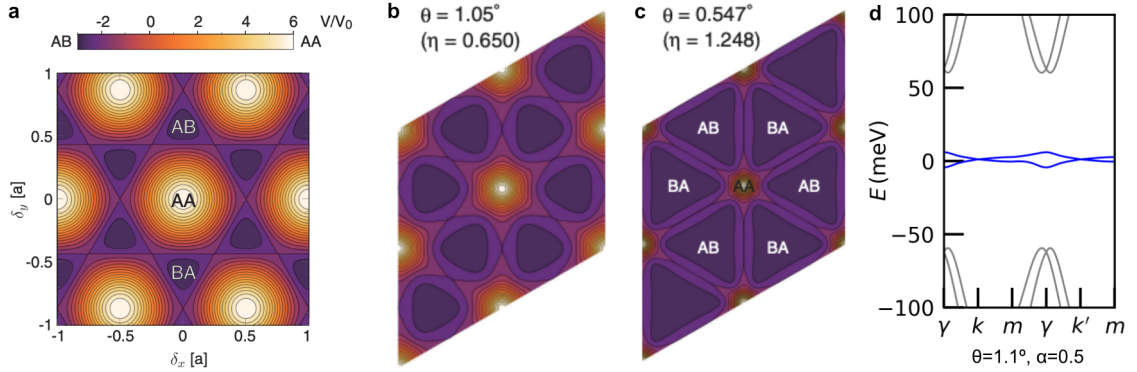 a
-2 0 2 4 6 V/V₀
AB AA
1
0.5
0
-0.5
-1
δy [a]
AB
AA
BA
-1 -0.5 0 0.5 1
δx [a]
b
θ = 1.05°
(η = 0.650)
c
θ = 0.547°
(η = 1.248)
AB BA
BA AA AB
AB BA
d
100
50
0
−50
−100
E (meV)
γ k m γ k′ m
θ=1.1º, α=0.5